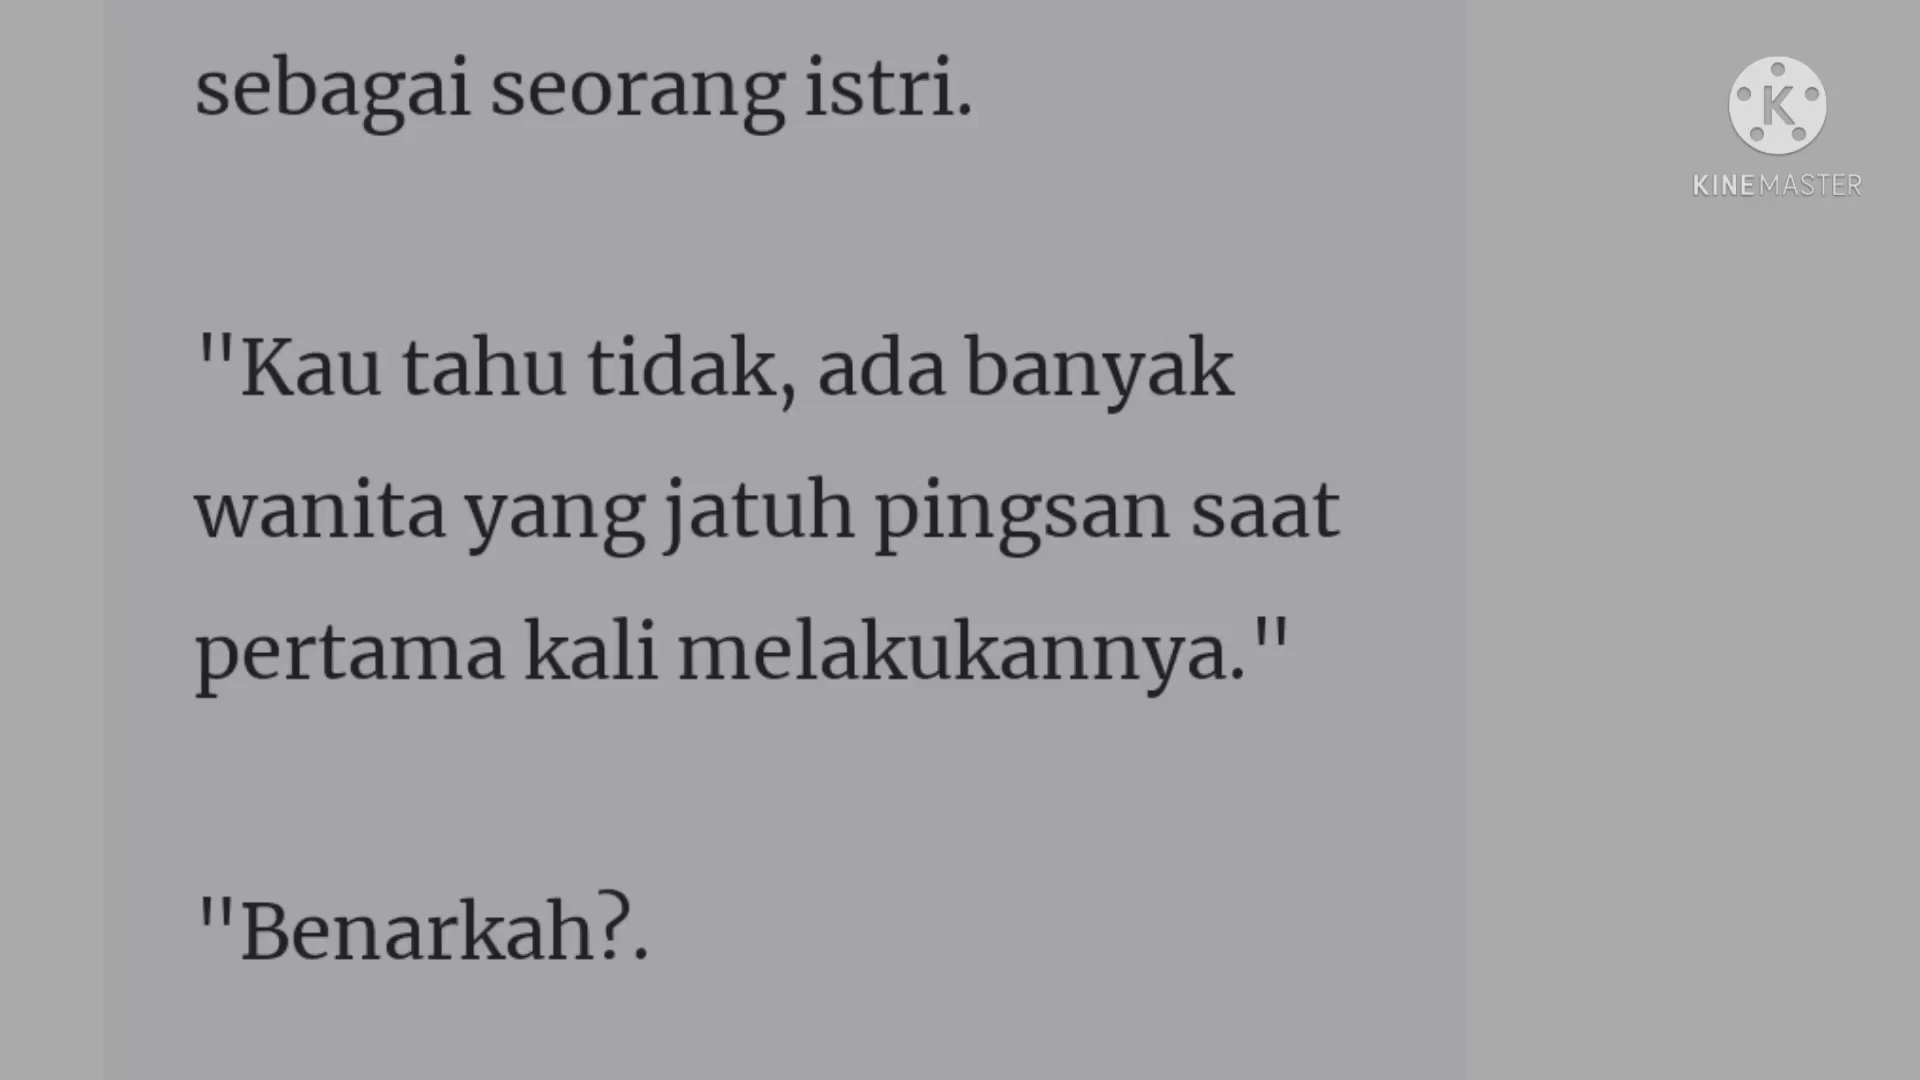 sebagai seorang istri.
KINEMASTER
"Kau tahu tidak, ada banyak
wanita yang jatuh pingsan saat
pertama kali melakukannya."
"Benarkah?.